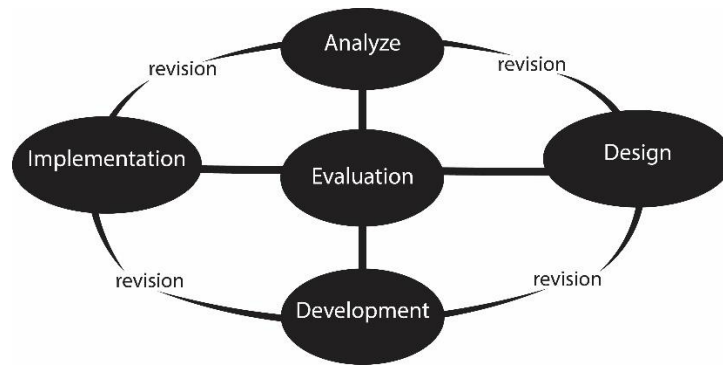 Analyze
revision
revision
Implementation
Evaluation
Design
revision
revision
Development